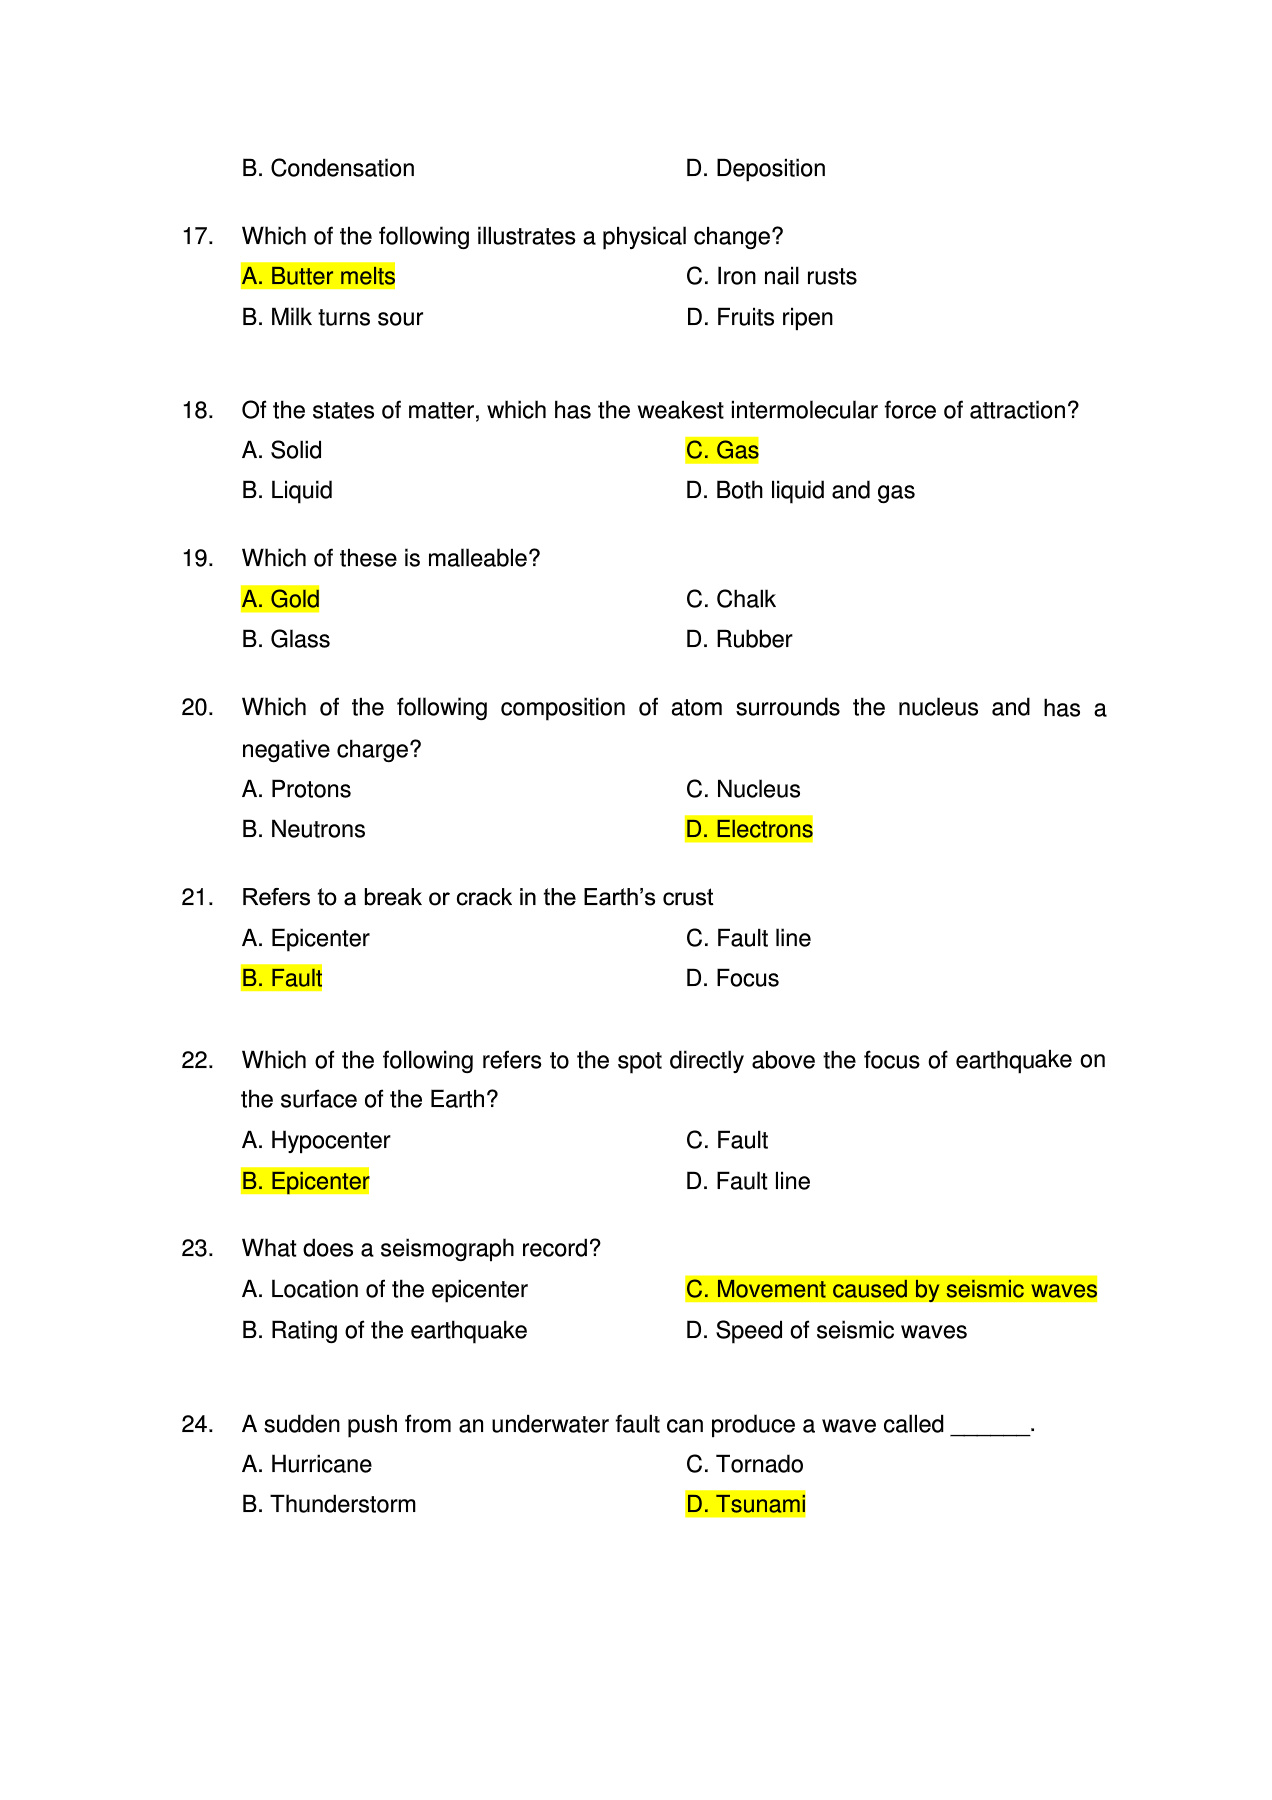 B. Condensation D. Deposition
17. Which of the following illustrates a physical change?
A. Butter melts C. Iron nail rusts
B. Milk turns sour D. Fruits ripen
18. Of the states of matter, which has the weakest intermolecular force of attraction?
A. Solid C. Gas
B. Liquid D. Both liquid and gas
19. Which of these is malleable?
A. Gold C. Chalk
B. Glass D. Rubber
20. Which of the following composition of atom surrounds the nucleus and has a
negative charge?
A. Protons C. Nucleus
B. Neutrons D. Electrons
21. Refers to a break or crack in the Earth’s crust
A. Epicenter C. Fault line
B. Fault D. Focus
22. Which of the following refers to the spot directly above the focus of earthquake on
the surface of the Earth?
A. Hypocenter C. Fault
B. Epicenter D. Fault line
23. What does a seismograph record?
A. Location of the epicenter C. Movement caused by seismic waves
B. Rating of the earthquake D. Speed of seismic waves
24. A sudden push from an underwater fault can produce a wave called ______.
A. Hurricane C. Tornado
B. Thunderstorm D. Tsunami